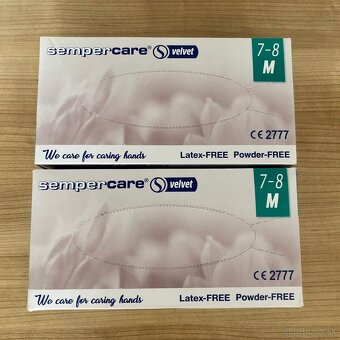 sempercare® velvet
7-8
M
CE 2777
We care for caring hands
Latex-FREE Powder-FREE
sempercare® velvet
7-8
M
CE 2777
We care for caring hands
Latex-FREE Powder-FREE